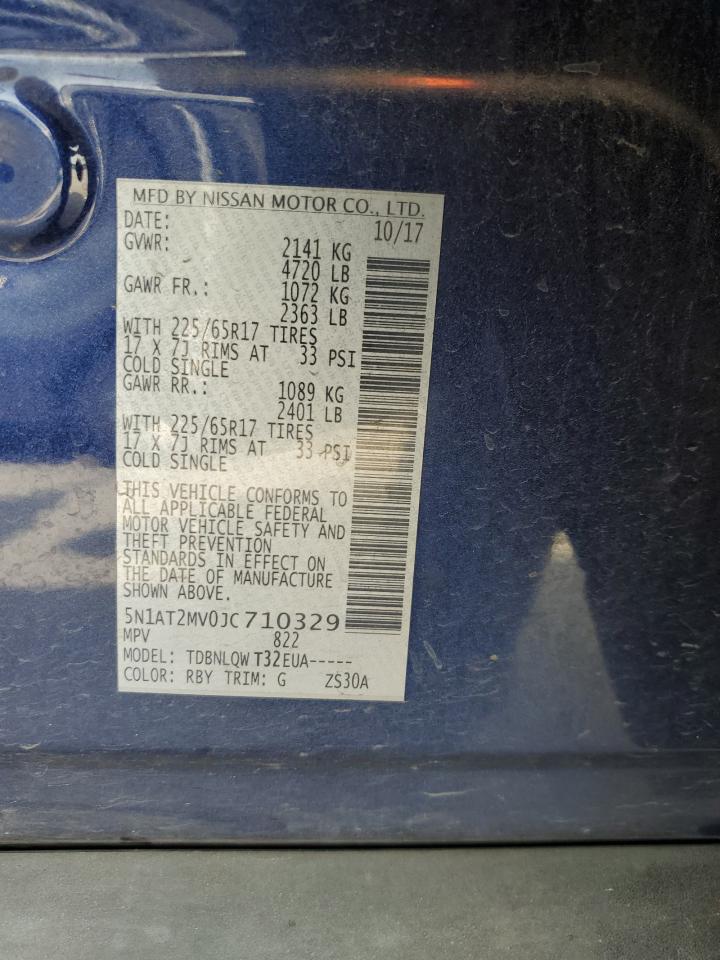 MFD BY NISSAN MOTOR CO., LTD.
DATE: 10/17
GVWR: 2141 KG
4720 LB
GAWR FR.: 1072 KG
2363 LB
WITH 225/65R17 TIRES
17 X 7J RIMS AT 33 PSI
COLD SINGLE
GAWR RR.: 1089 KG
2401 LB
WITH 225/65R17 TIRES
17 X 7J RIMS AT 33 PSI
COLD SINGLE
THIS VEHICLE CONFORMS TO
ALL APPLICABLE FEDERAL
MOTOR VEHICLE SAFETY AND
THEFT PREVENTION
STANDARDS IN EFFECT ON
THE DATE OF MANUFACTURE
SHOWN ABOVE.
5N1AT2MV0JC710329
MPV 822
MODEL: TDBNLQW T32EUA-----
COLOR: RBY TRIM: G ZS30A